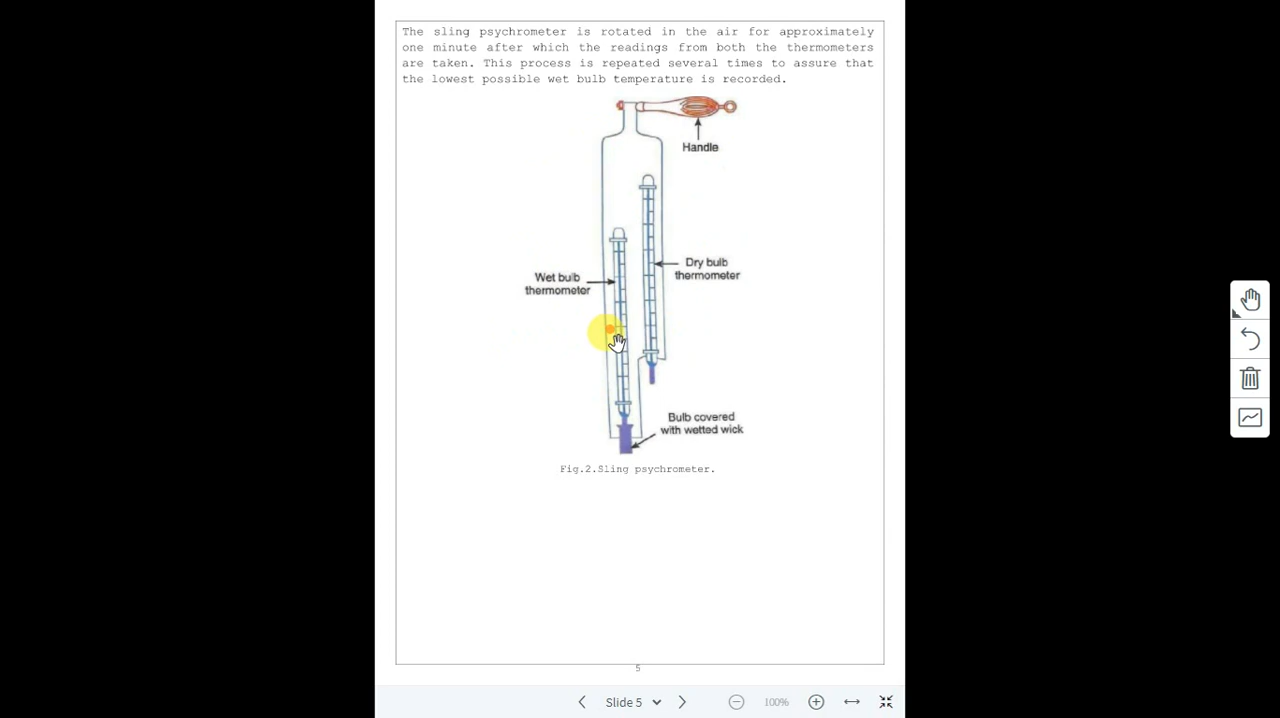 The sling psychrometer is rotated in the air for approximately
one minute after which the readings from both the thermometers
are taken. This process is repeated several times to assure that
the lowest possible wet bulb temperature is recorded.
Handle
Dry bulb
thermometer
Wet bulb
thermometer
Bulb covered
with wetted wick
Fig.2.Sling psychrometer.
5
Slide 5
100%